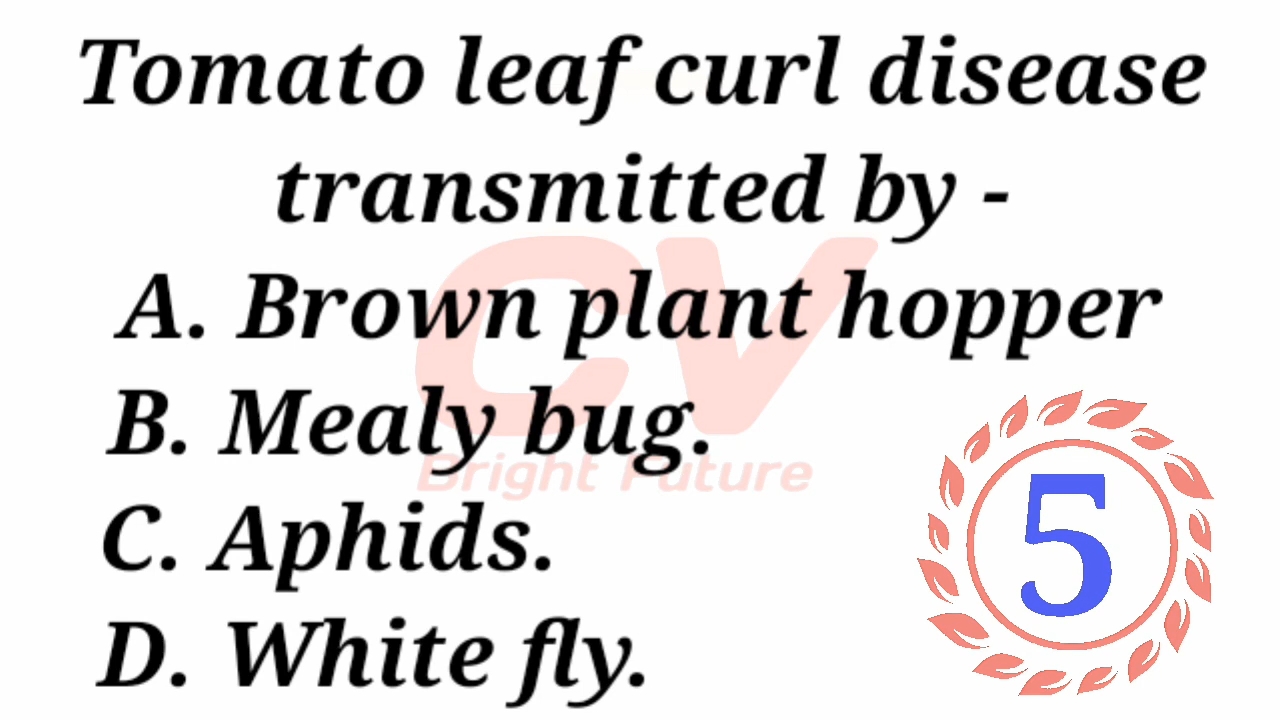 Tomato leaf curl disease
transmitted by -
A. Brown plant hopper
B. Mealy bug.
CV
Bright Future
C. Aphids.
D. White fly.
5